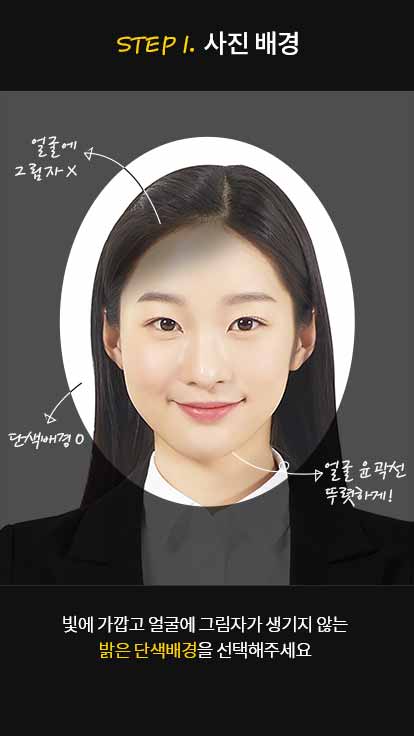 STEP 1. 사진 배경
얼굴에
그림자 X
단색배경 O
얼굴 윤곽선
뚜렷하게!
빛에 가깝고 얼굴에 그림자가 생기지 않는
밝은 단색배경을 선택해주세요